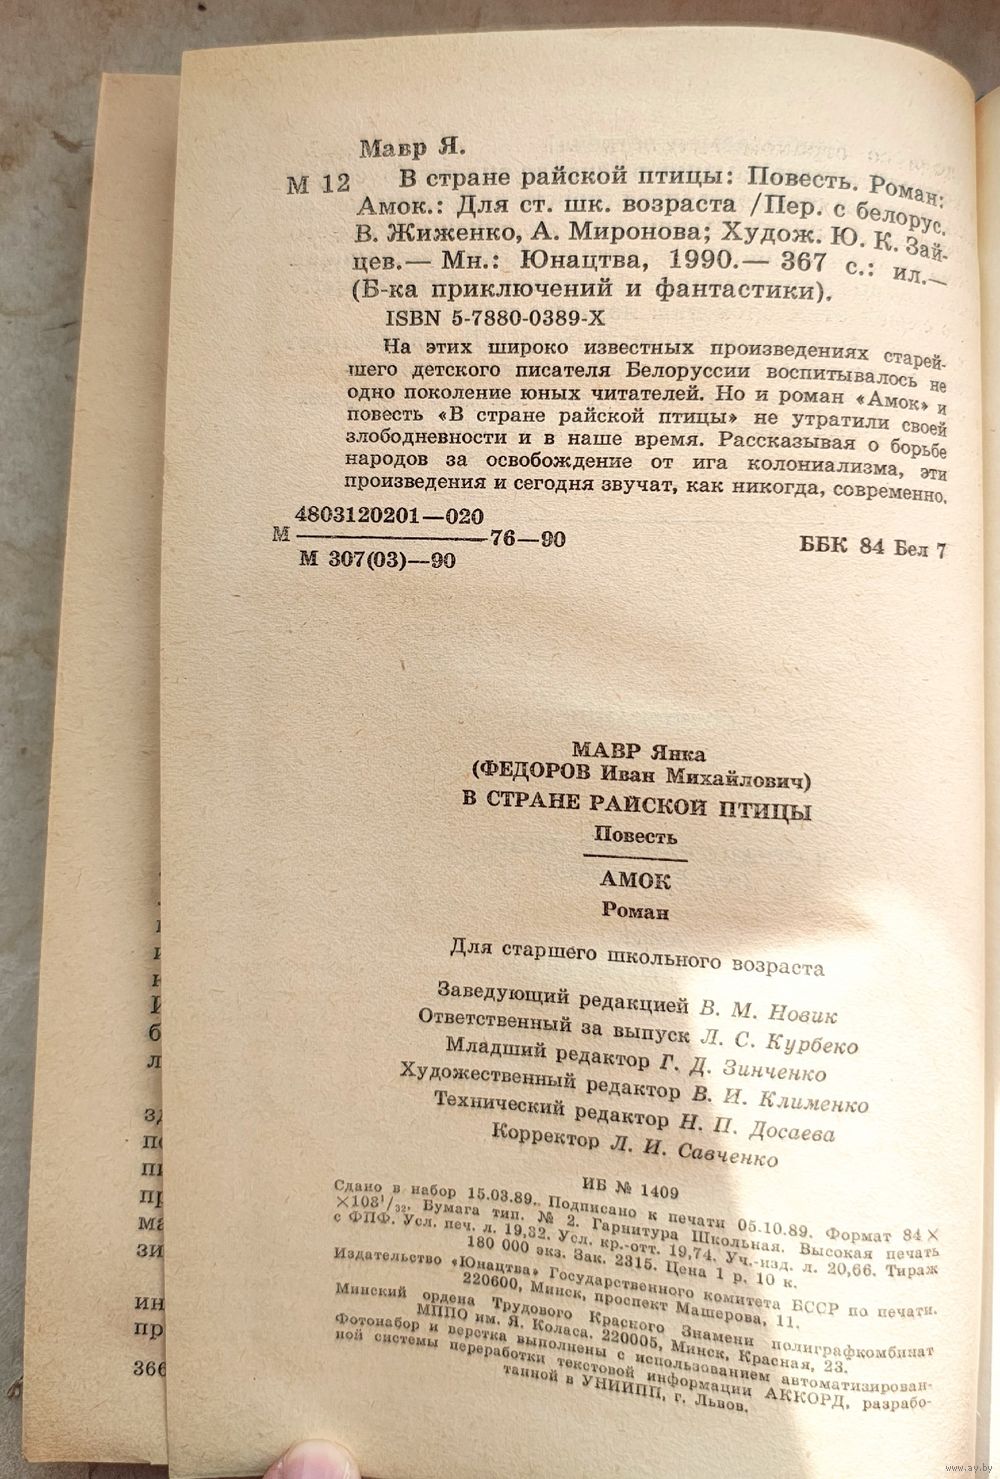 Мавр Я.
М 12 В стране райской птицы: Повесть. Роман:
Амок.: Для ст. шк. возраста /Пер. с белорус.
В. Жиженко, А. Миронова; Худож. Ю. К. Зай-
цев.— Мн.: Юнацтва, 1990.— 367 с.: ил.—
(Б-ка приключений и фантастики).
ISBN 5-7880-0389-X
На этих широко известных произведениях старей-
шего детского писателя Белоруссии воспитывалось не
одно поколение юных читателей. Но и роман «Амок» и
повесть «В стране райской птицы» не утратили своей
злободневности и в наше время. Рассказывая о борьбе
народов за освобождение от ига колониализма, эти
произведения и сегодня звучат, как никогда, современно.
4803120201—020
М 76—90
М 307(03)—90
ББК 84 Бел 7
МАВР Янка
(ФЕДОРОВ Иван Михайлович)
В СТРАНЕ РАЙСКОЙ ПТИЦЫ
Повесть
АМОК
Роман
Для старшего школьного возраста
Заведующий редакцией В. М. Новик
Ответственный за выпуск Л. С. Курбеко
Младший редактор Г. Д. Зинченко
Художественный редактор В. И. Клименко
Технический редактор Н. П. Досаева
Корректор Л. И. Савченко
ИБ № 1409
Сдано в набор 15.03.89. Подписано к печати 05.10.89. Формат 84×
×108¹/₃₂. Бумага тип. № 2. Гарнитура Школьная. Высокая печать
с ФПФ. Усл. печ. л. 19,32. Усл. кр.-отт. 19,74. Уч.-изд. л. 20,66. Тираж
180 000 экз. Зак. 2315. Цена 1 р. 10 к.
Издательство «Юнацтва» Государственного комитета БССР по печати.
220600, Минск, проспект Машерова, 11.
Минский ордена Трудового Красного Знамени полиграфкомбинат
МППО им. Я. Коласа. 220005, Минск, Красная, 23.
Фотонабор и верстка выполнены с использованием автоматизирован-
ной системы переработки текстовой информации АККОРД, разрабо-
танной в УНИИПП, г. Львов.
366
www.ay.by